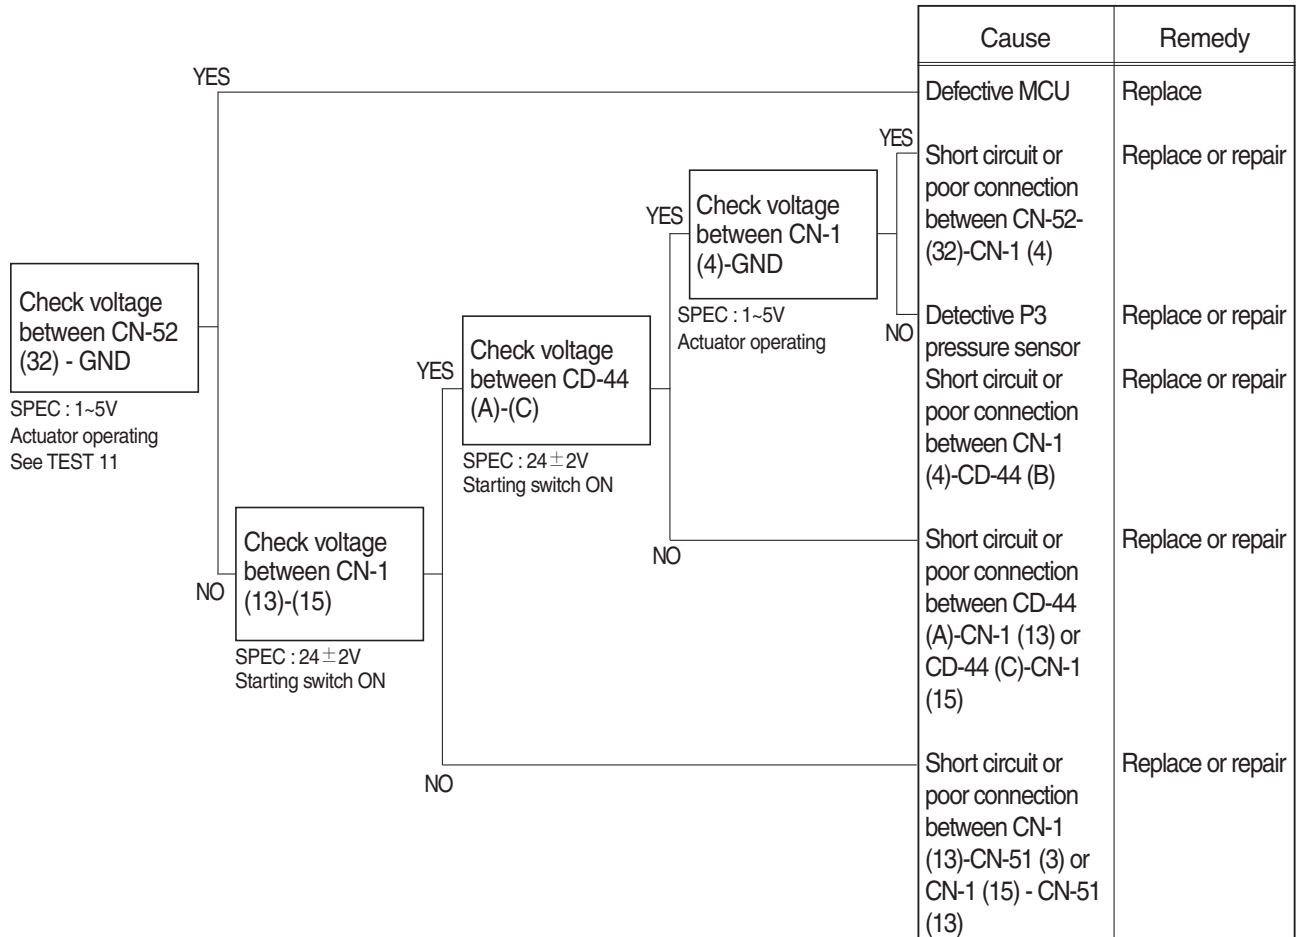 Cause
Remedy
YES
Defective MCU
Replace
YES
Short circuit or
poor connection
between CN-52-
(32)-CN-1 (4)
Replace or repair
YES
Check voltage
between CN-1
(4)-GND
SPEC : 1~5V
Actuator operating
NO
Detective P3
pressure sensor
Replace or repair
Short circuit or
poor connection
between CN-1
(4)-CD-44 (B)
Replace or repair
Check voltage
between CN-52
(32) - GND
SPEC : 1~5V
Actuator operating
See TEST 11
YES
Check voltage
between CD-44
(A)-(C)
SPEC : 24±2V
Starting switch ON
NO
Short circuit or
poor connection
between CD-44
(A)-CN-1 (13) or
CD-44 (C)-CN-1
(15)
Replace or repair
NO
Check voltage
between CN-1
(13)-(15)
SPEC : 24±2V
Starting switch ON
NO
Short circuit or
poor connection
between CN-1
(13)-CN-51 (3) or
CN-1 (15) - CN-51
(13)
Replace or repair